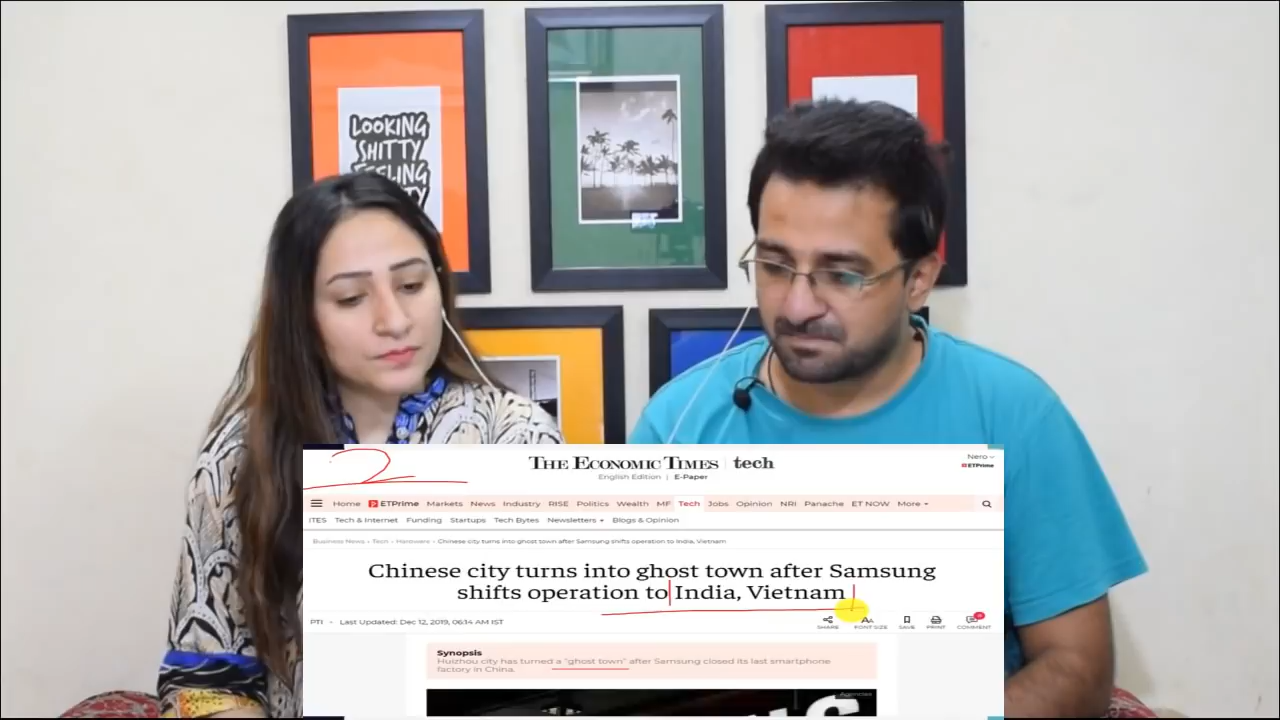 LOOKING
SHITTY
FEELING
2
THE ECONOMIC TIMES | tech
English Edition | E-Paper
Nero
ETPrime
Home ETPrime Markets News Industry RISE Politics Wealth MF Tech Jobs Opinion NRI Panache ET NOW More
ITES Tech & Internet Funding Startups Tech Bytes Newsletters Blogs & Opinion
Business News › Tech › Hardware › Chinese city turns into ghost town after Samsung shifts operation to India, Vietnam
Chinese city turns into ghost town after Samsung
shifts operation to India, Vietnam
PTI • Last Updated: Dec 12, 2019, 06:14 AM IST
SHARE FONT SIZE SAVE PRINT COMMENT
Synopsis
Huizhou city has turned a "ghost town" after Samsung closed its last smartphone
factory in China.
Agencies